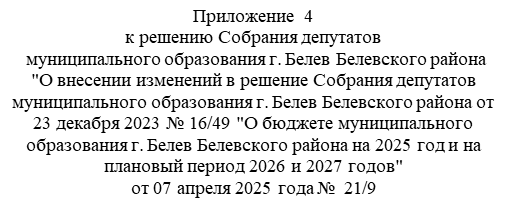 Приложение 4
к решению Собрания депутатов
муниципального образования г. Белев Белевского района
"О внесении изменений в решение Собрания депутатов
муниципального образования г. Белев Белевского района от
23 декабря 2023 № 16/49 "О бюджете муниципального
образования г. Белев Белевского района на 2025 год и на
плановый период 2026 и 2027 годов"
от 07 апреля 2025 года № 21/9